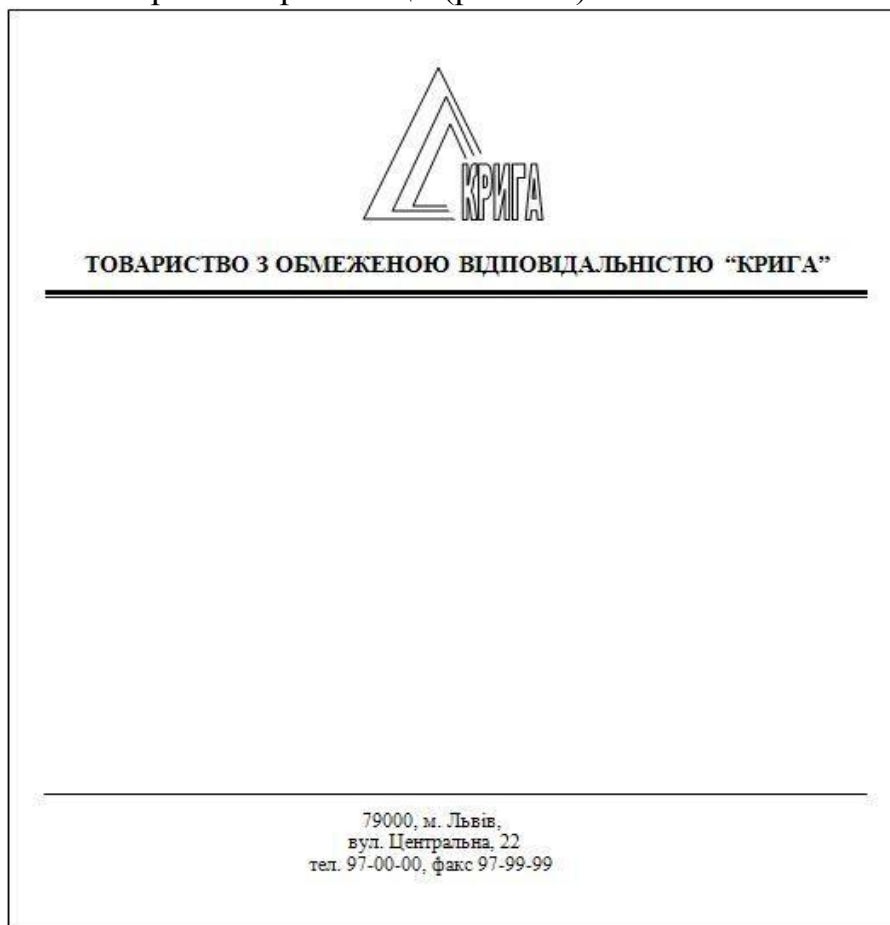 КРИГА
ТОВАРИСТВО З ОБМЕЖЕНОЮ ВІДПОВІДАЛЬНІСТЮ “КРИГА”
79000, м. Львів,
вул. Центральна, 22
тел. 97-00-00, факс 97-99-99